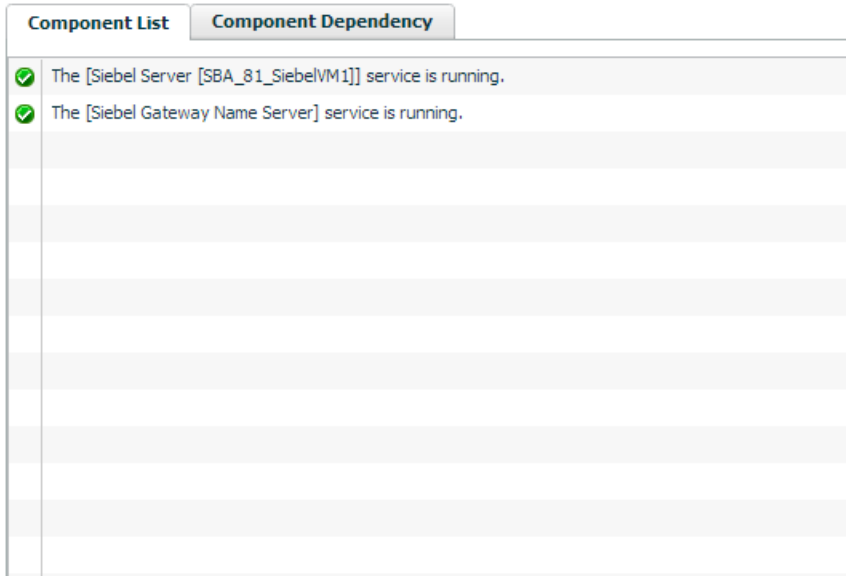 Component List
Component Dependency
The [Siebel Server [SBA_81_SiebelVM1]] service is running.
The [Siebel Gateway Name Server] service is running.